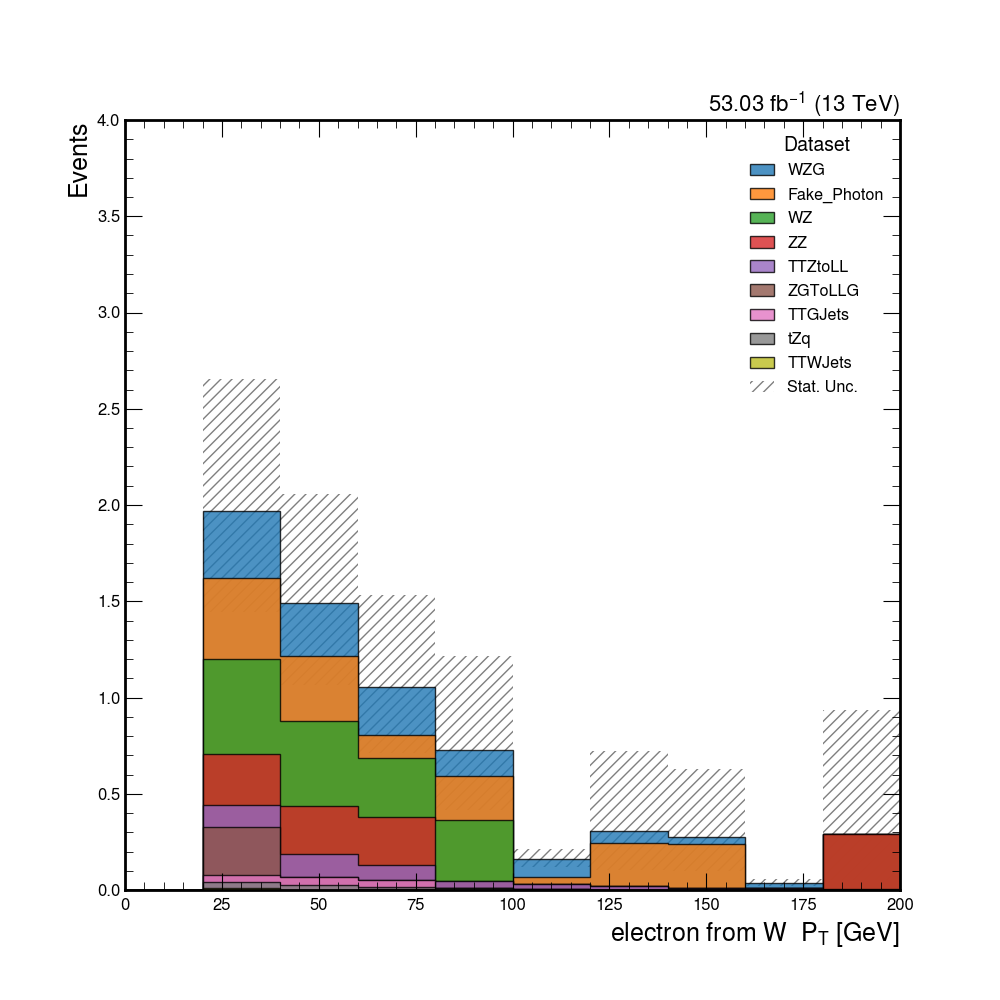 53.03 fb⁻¹ (13 TeV)
Events
4.0
3.5
3.0
2.5
2.0
1.5
1.0
0.5
0.0
Dataset
WZG
Fake_Photon
WZ
ZZ
TTZtoLL
ZGToLLG
TTGJets
tZq
TTWJets
Stat. Unc.
0 25 50 75 100 125 150 175 200
electron from W P_T [GeV]